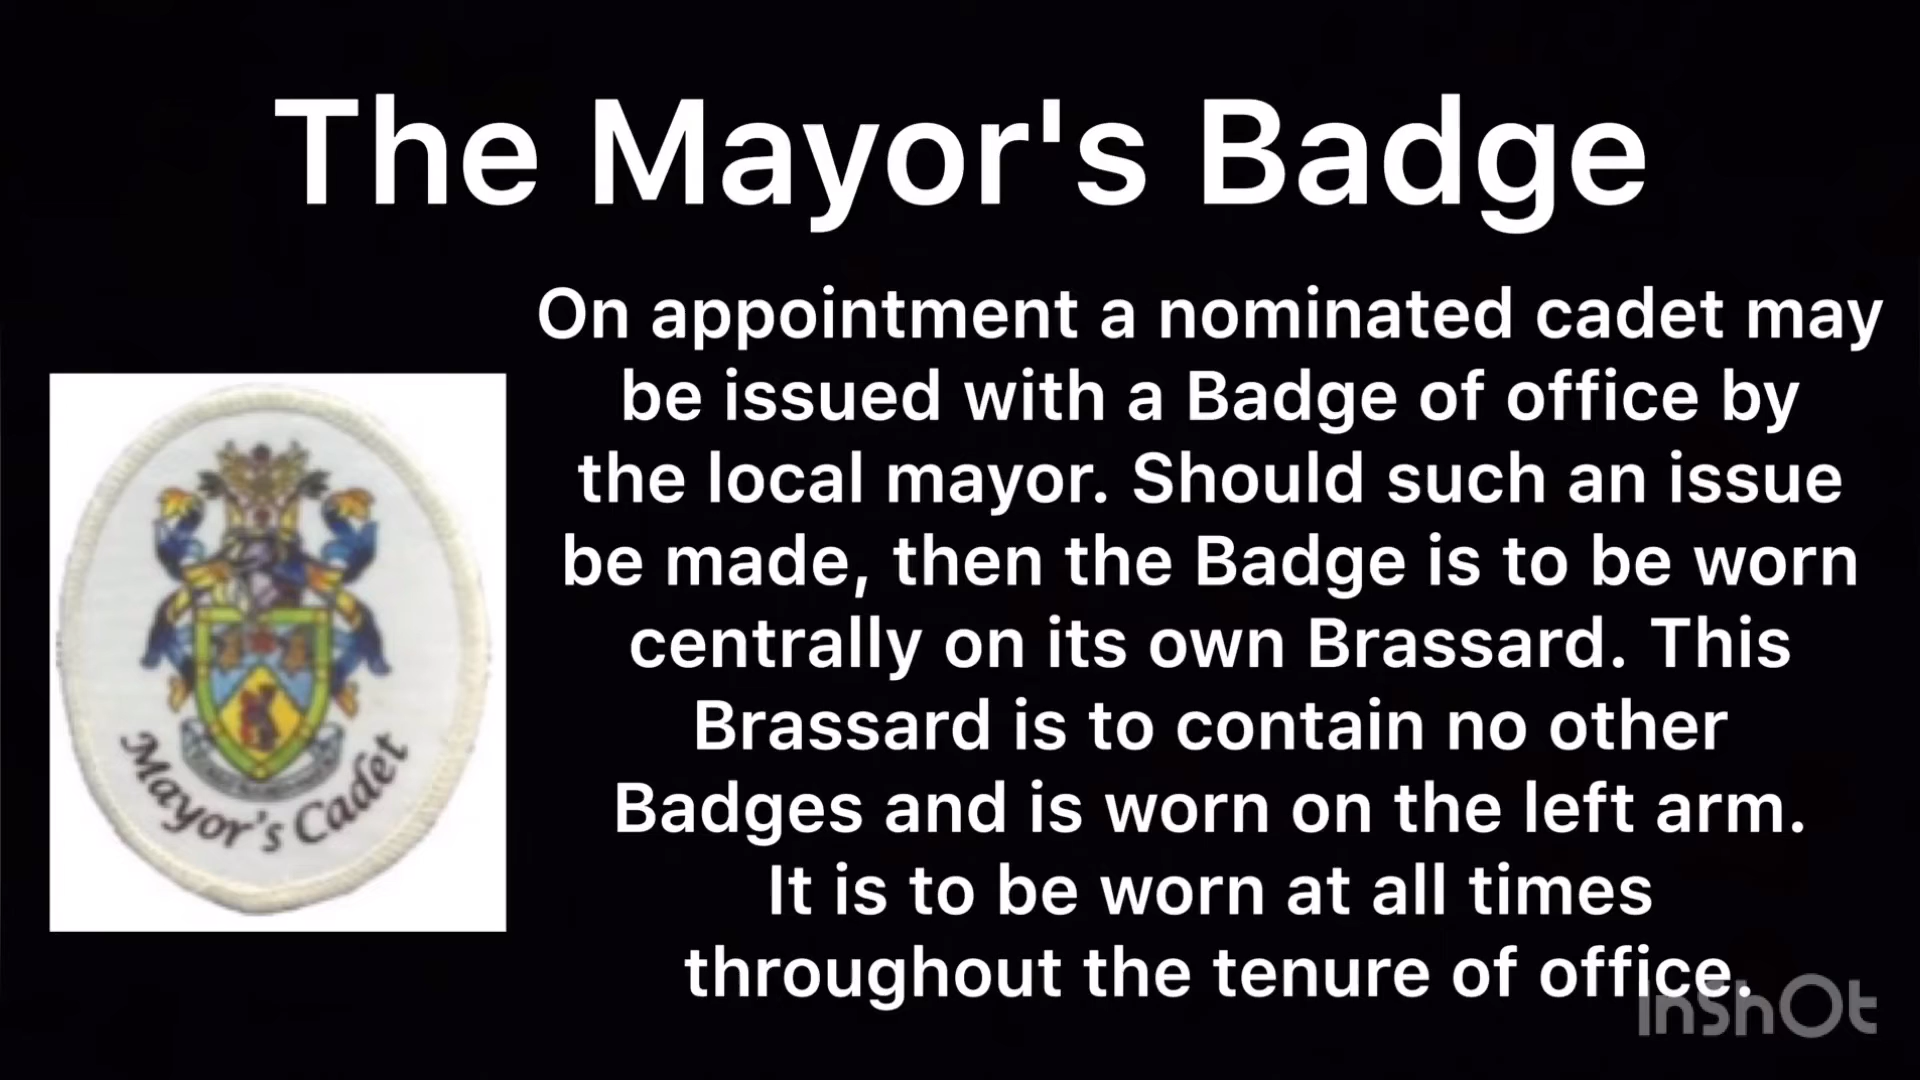 The Mayor's Badge
On appointment a nominated cadet may
be issued with a Badge of office by
the local mayor. Should such an issue
be made, then the Badge is to be worn
centrally on its own Brassard. This
Brassard is to contain no other
Badges and is worn on the left arm.
It is to be worn at all times
throughout the tenure of office.
Mayor's Cadet
InShOt